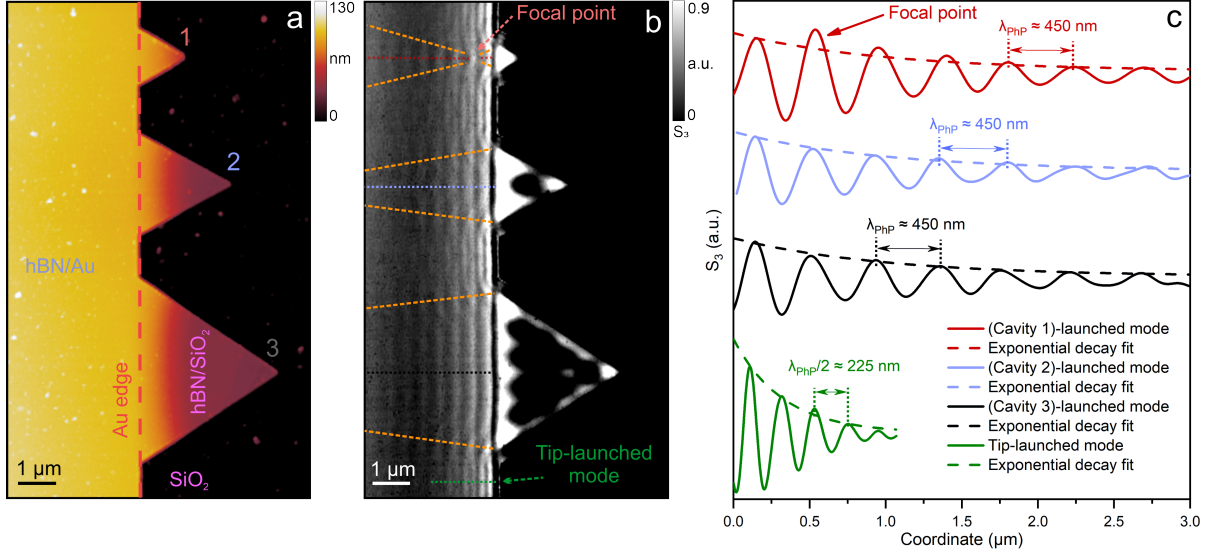 a
130
nm
0
1
2
3
hBN/Au
Au edge
hBN/SiO₂
1 µm
SiO₂
b
Focal point
0.9
a.u.
0
S₃
1 µm
Tip-launched
mode
c
Focal point
λPhP ≈ 450 nm
λPhP ≈ 450 nm
λPhP ≈ 450 nm
λPhP/2 ≈ 225 nm
S₃ (a.u.)
(Cavity 1)-launched mode
Exponential decay fit
(Cavity 2)-launched mode
Exponential decay fit
(Cavity 3)-launched mode
Exponential decay fit
Tip-launched mode
Exponential decay fit
0.0 0.5 1.0 1.5 2.0 2.5 3.0
Coordinate (µm)